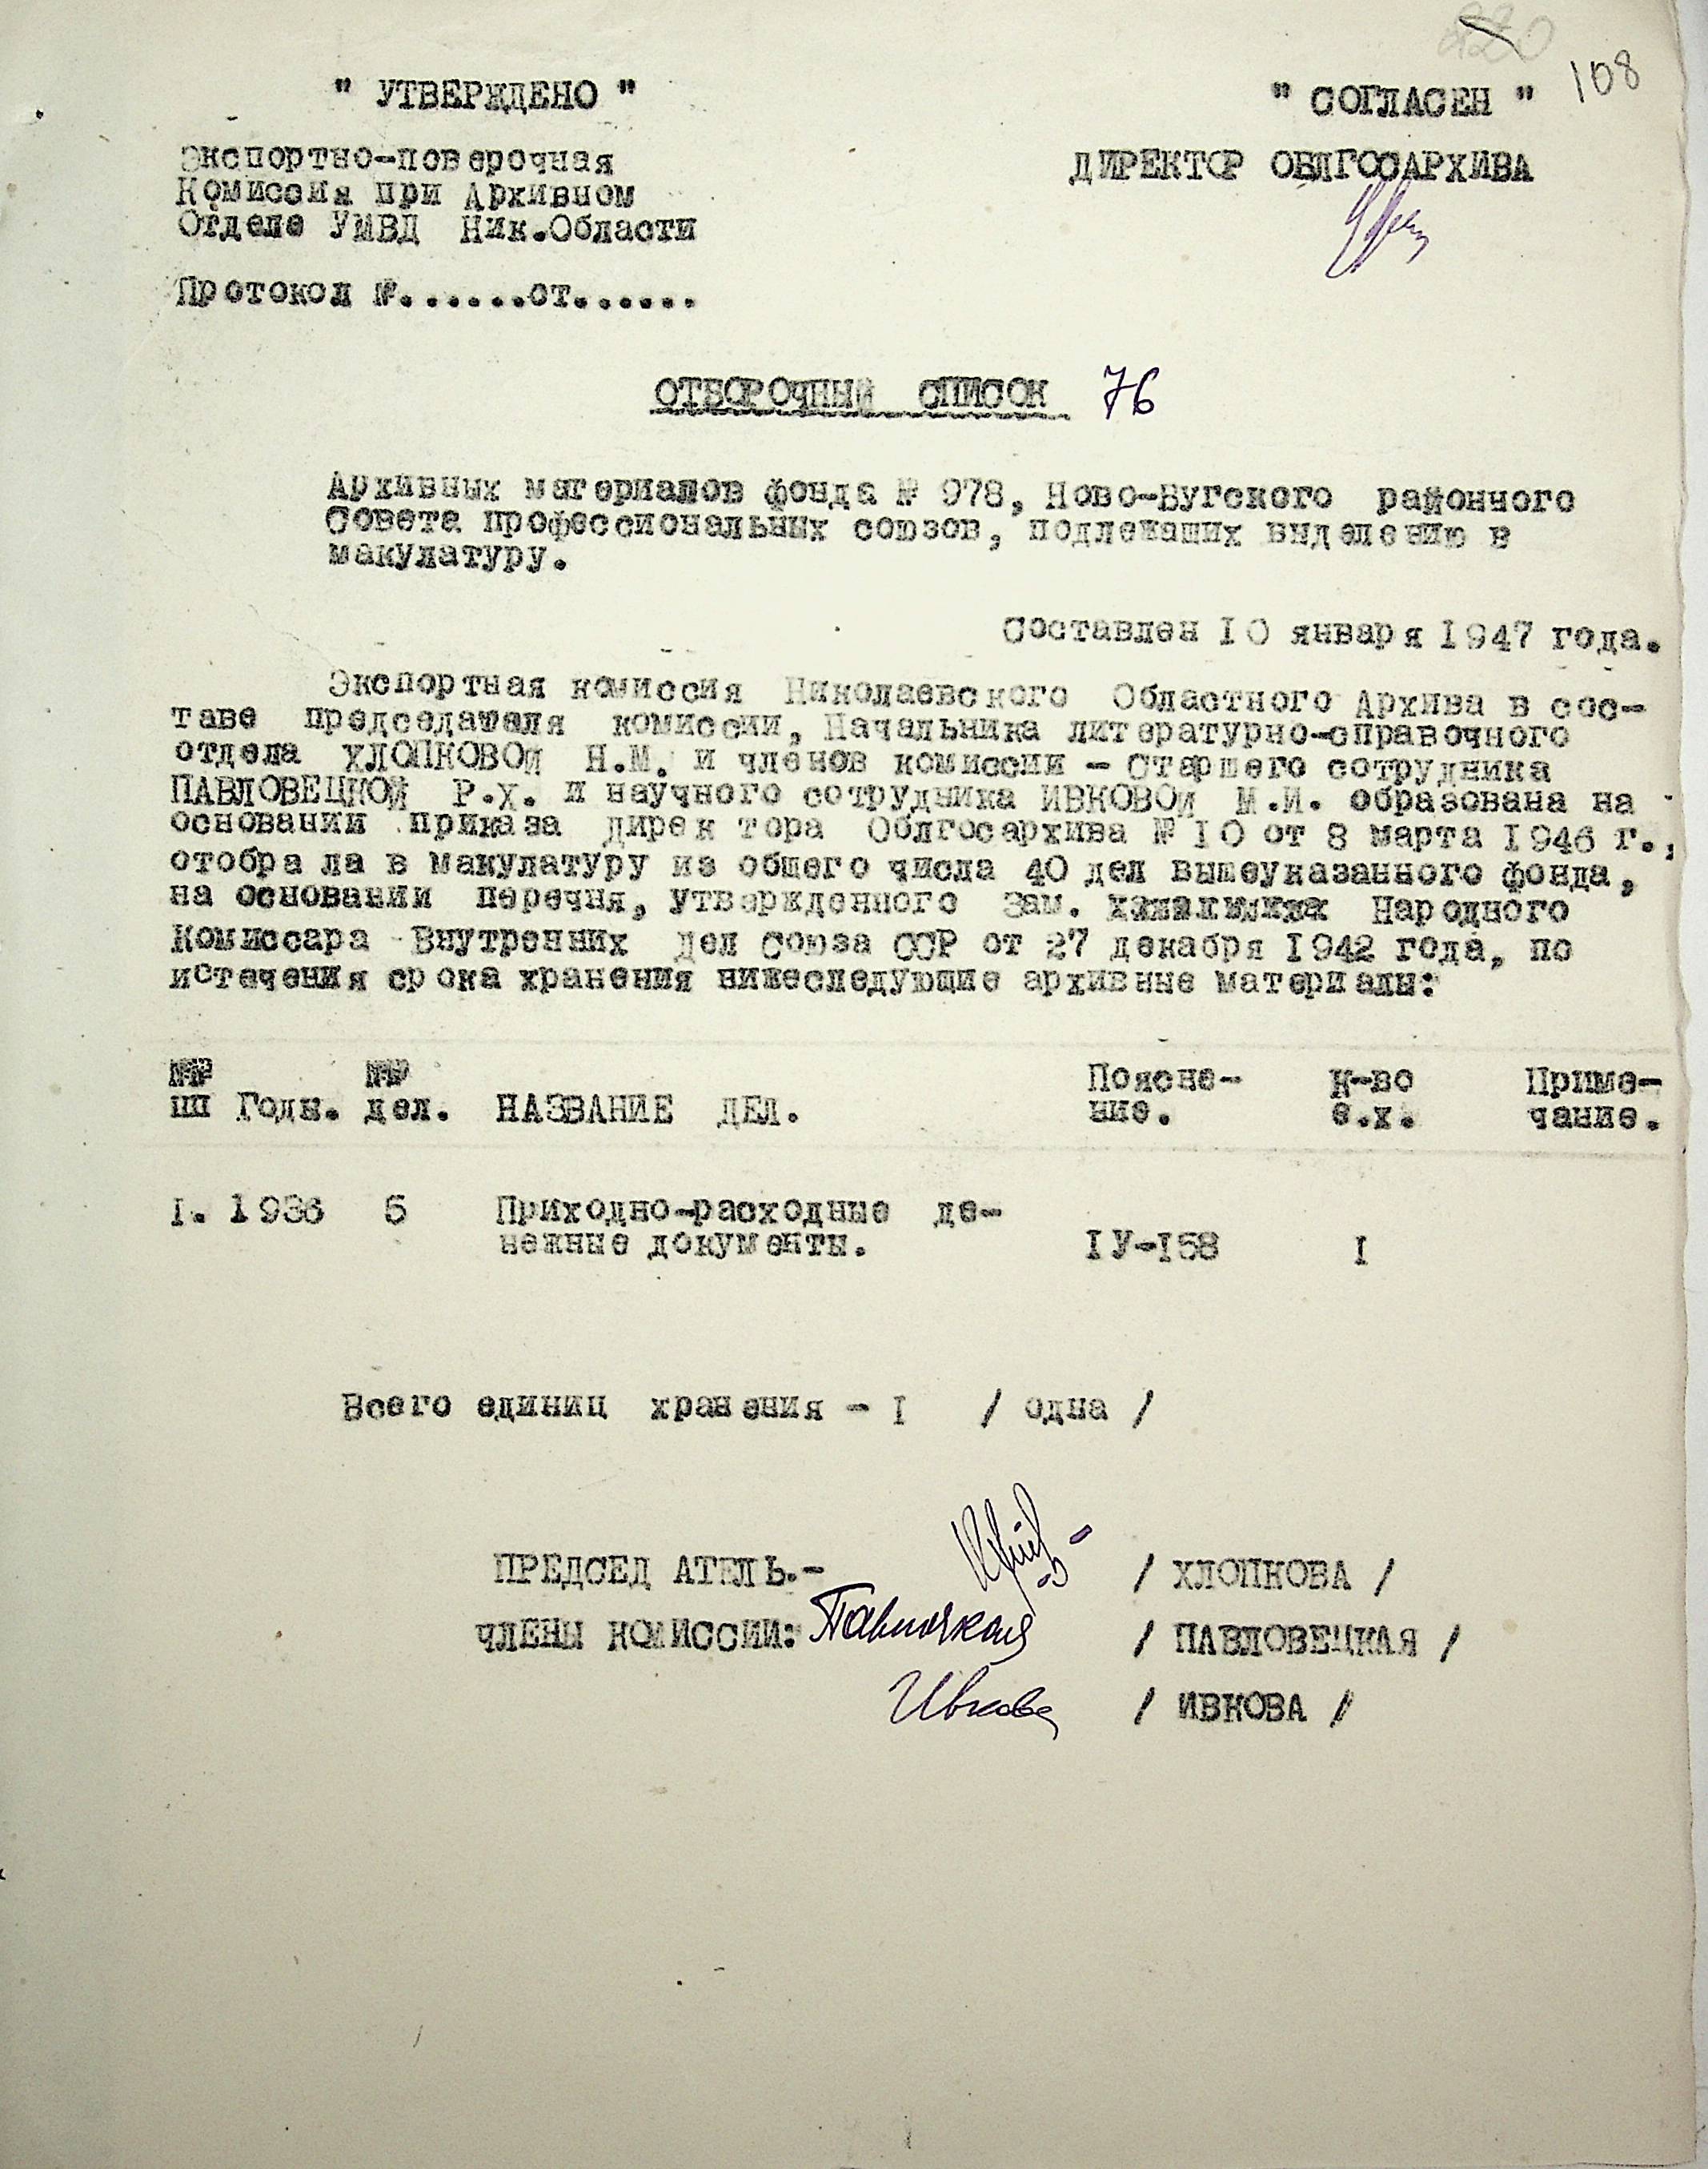 108
" УТВЕРЖДЕНО "
" СОГЛАСЕН "
Экспортно-поверочная
Комиссия при Архивном
Отделе УМВД Ник.Области
ДИРЕКТОР ОБЛГОСАРХИВА
Протокол №.......от......
ОТБОРОЧНЫЙ СПИСОК 76
Архивных материалов фонда № 978, Ново-Бугского районного
Совета профессиональных союзов, подлежащих выделению в
макулатуру.
Составлен 10 января 1947 года.
Экспортная комиссия Николаевского Областного Архива в сос-
таве председателя комиссии, Начальника литературно-справочного
отдела ХЛОПКОВОЙ Н.М. и членов комиссии - Старшего сотрудника
ПАВЛОВЕЦКОЙ Р.Х. и научного сотрудника ИВКОВОЙ М.И. образована на
основании приказа директора Облгосархива № 10 от 8 марта 1946 г.,
отобрала в макулатуру из общего числа 40 дел вышеуказанного фонда,
на основании перечня, утвержденного Зам. Народного
Комиссара Внутренних Дел Союза ССР от 27 декабря 1942 года, по
истечения срока хранения нижеследующие архивные материалы:
№№ №№ Поясне- К-во Приме-
пп Годы. дел. НАЗВАНИЕ ДЕЛ. ние. е.х. чание.
I. 1936 5 Приходно-расходные де-
нежные документы. IУ-158 I
Всего единиц хранения - I / одна /
ПРЕДСЕДАТЕЛЬ.- / ХЛОПКОВА /
ЧЛЕНЫ КОМИССИИ: / ПАВЛОВЕЦКАЯ /
Ивкова / ИВКОВА /